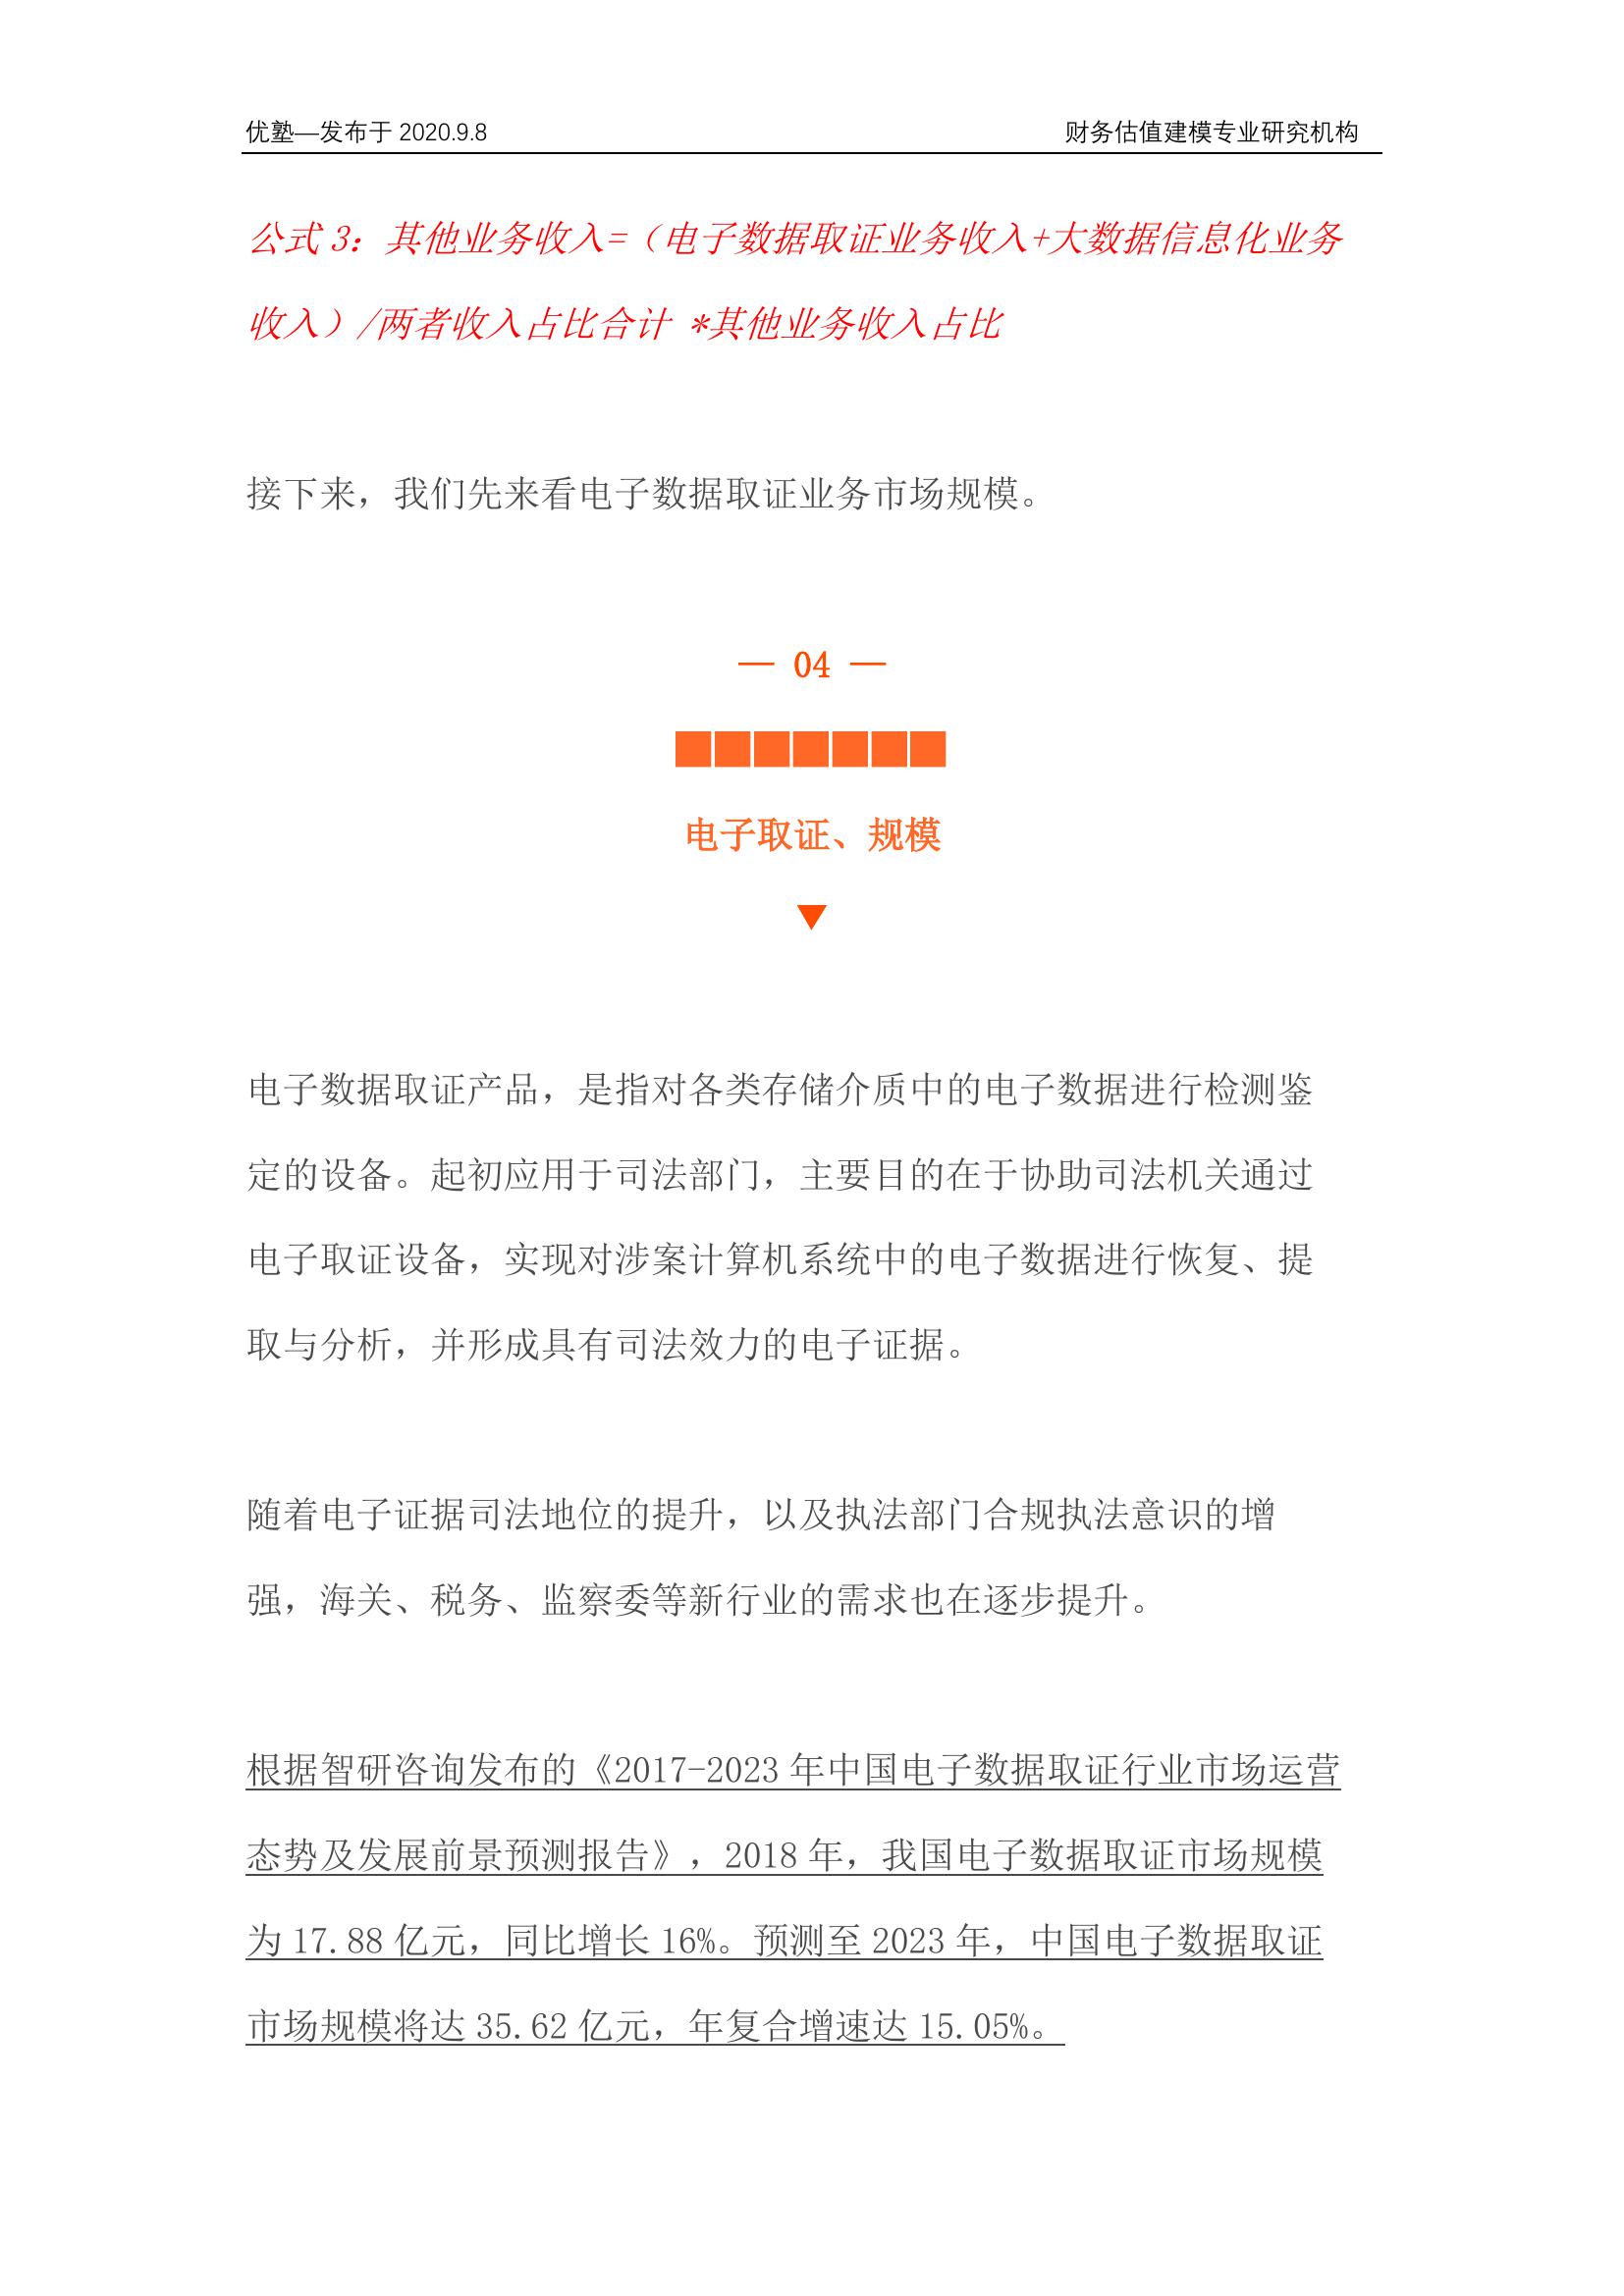 优塾—发布于 2020.9.8 财务估值建模专业研究机构
公式 3：其他业务收入=（电子数据取证业务收入+大数据信息化业务
收入）/两者收入占比合计 *其他业务收入占比
接下来，我们先来看电子数据取证业务市场规模。
— 04 —
■■■■■■■
电子取证、规模
▼
电子数据取证产品，是指对各类存储介质中的电子数据进行检测鉴
定的设备。起初应用于司法部门，主要目的在于协助司法机关通过
电子取证设备，实现对涉案计算机系统中的电子数据进行恢复、提
取与分析，并形成具有司法效力的电子证据。
随着电子证据司法地位的提升，以及执法部门合规执法意识的增
强，海关、税务、监察委等新行业的需求也在逐步提升。
根据智研咨询发布的《2017-2023 年中国电子数据取证行业市场运营
态势及发展前景预测报告》，2018 年，我国电子数据取证市场规模
为 17.88 亿元，同比增长 16%。预测至 2023 年，中国电子数据取证
市场规模将达 35.62 亿元，年复合增速达 15.05%。